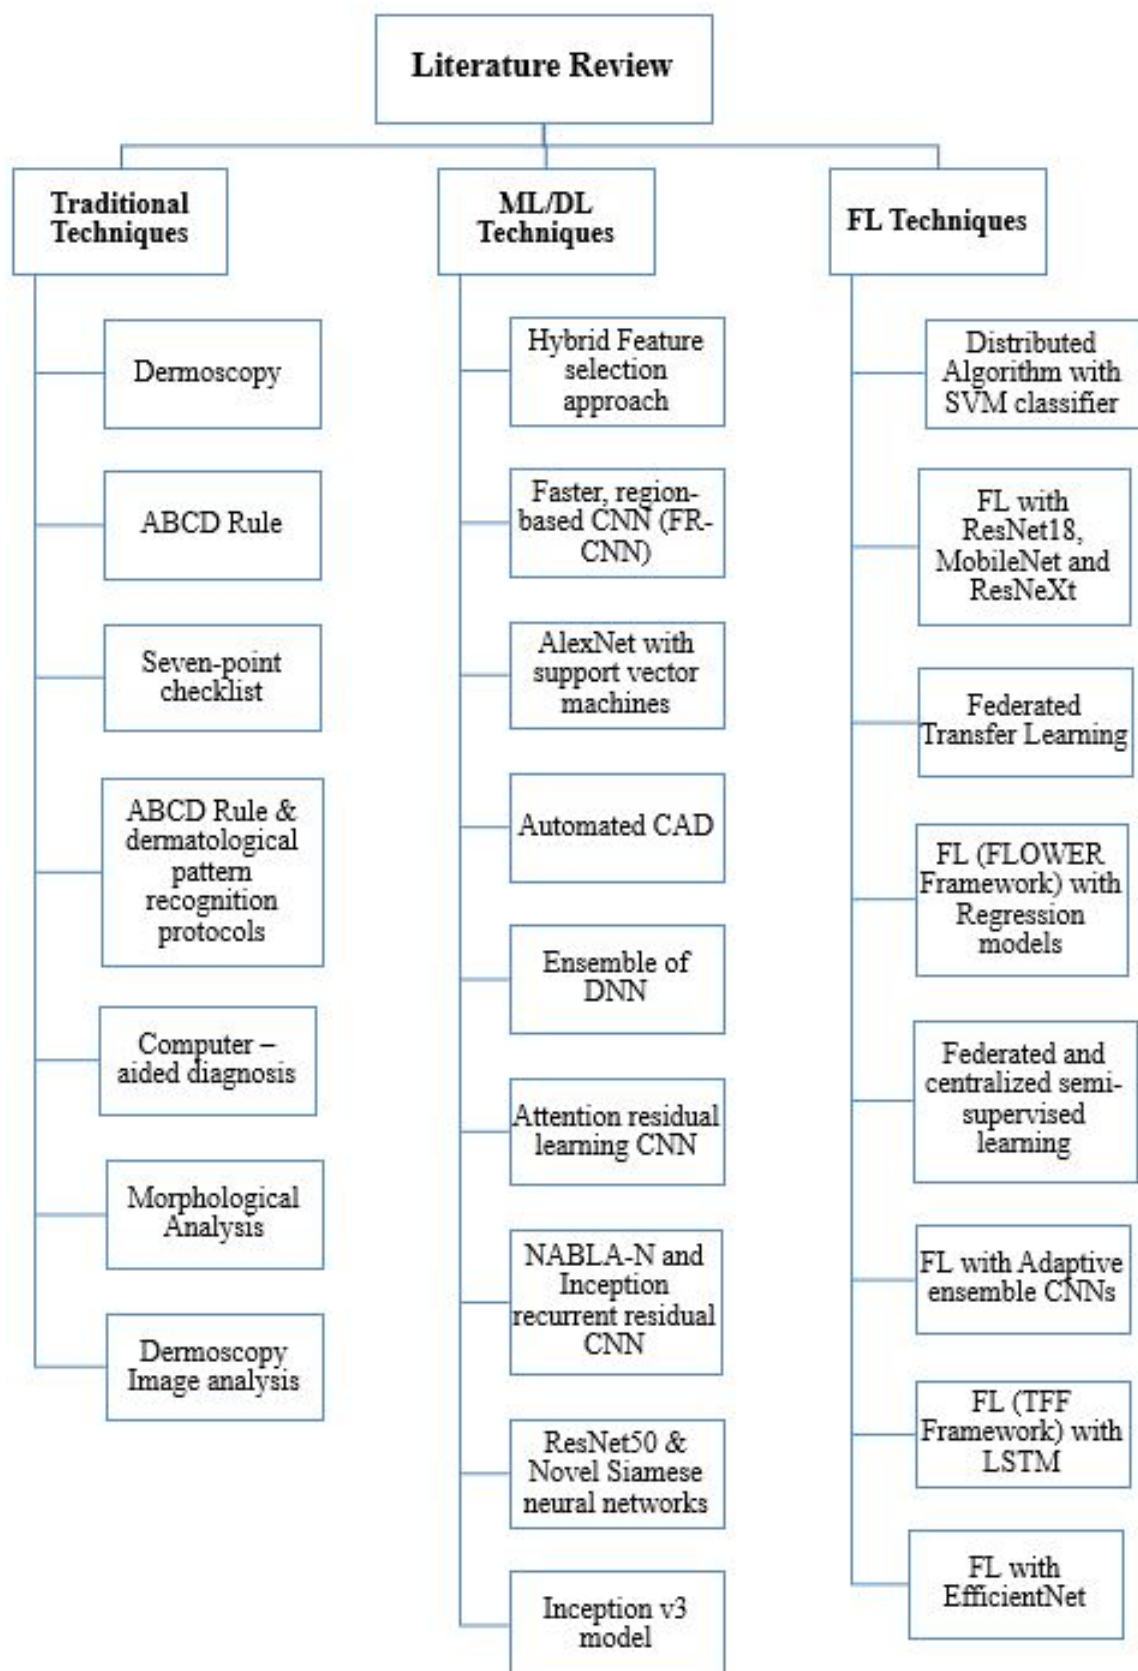 Literature Review
Traditional
Techniques
Dermoscopy
ABCD Rule
Seven-point
checklist
ABCD Rule &
dermatological
pattern
recognition
protocols
Computer –
aided diagnosis
Morphological
Analysis
Dermoscopy
Image analysis
ML/DL
Techniques
Hybrid Feature
selection
approach
Faster, region-
based CNN (FR-
CNN)
AlexNet with
support vector
machines
Automated CAD
Ensemble of
DNN
Attention residual
learning CNN
NABLA-N and
Inception
recurrent residual
CNN
ResNet50 &
Novel Siamese
neural networks
Inception v3
model
FL Techniques
Distributed
Algorithm with
SVM classifier
FL with
ResNet18,
MobileNet and
ResNeXt
Federated
Transfer Learning
FL (FLOWER
Framework) with
Regression
models
Federated and
centralized semi-
supervised
learning
FL with Adaptive
ensemble CNNs
FL (TFF
Framework) with
LSTM
FL with
EfficientNet